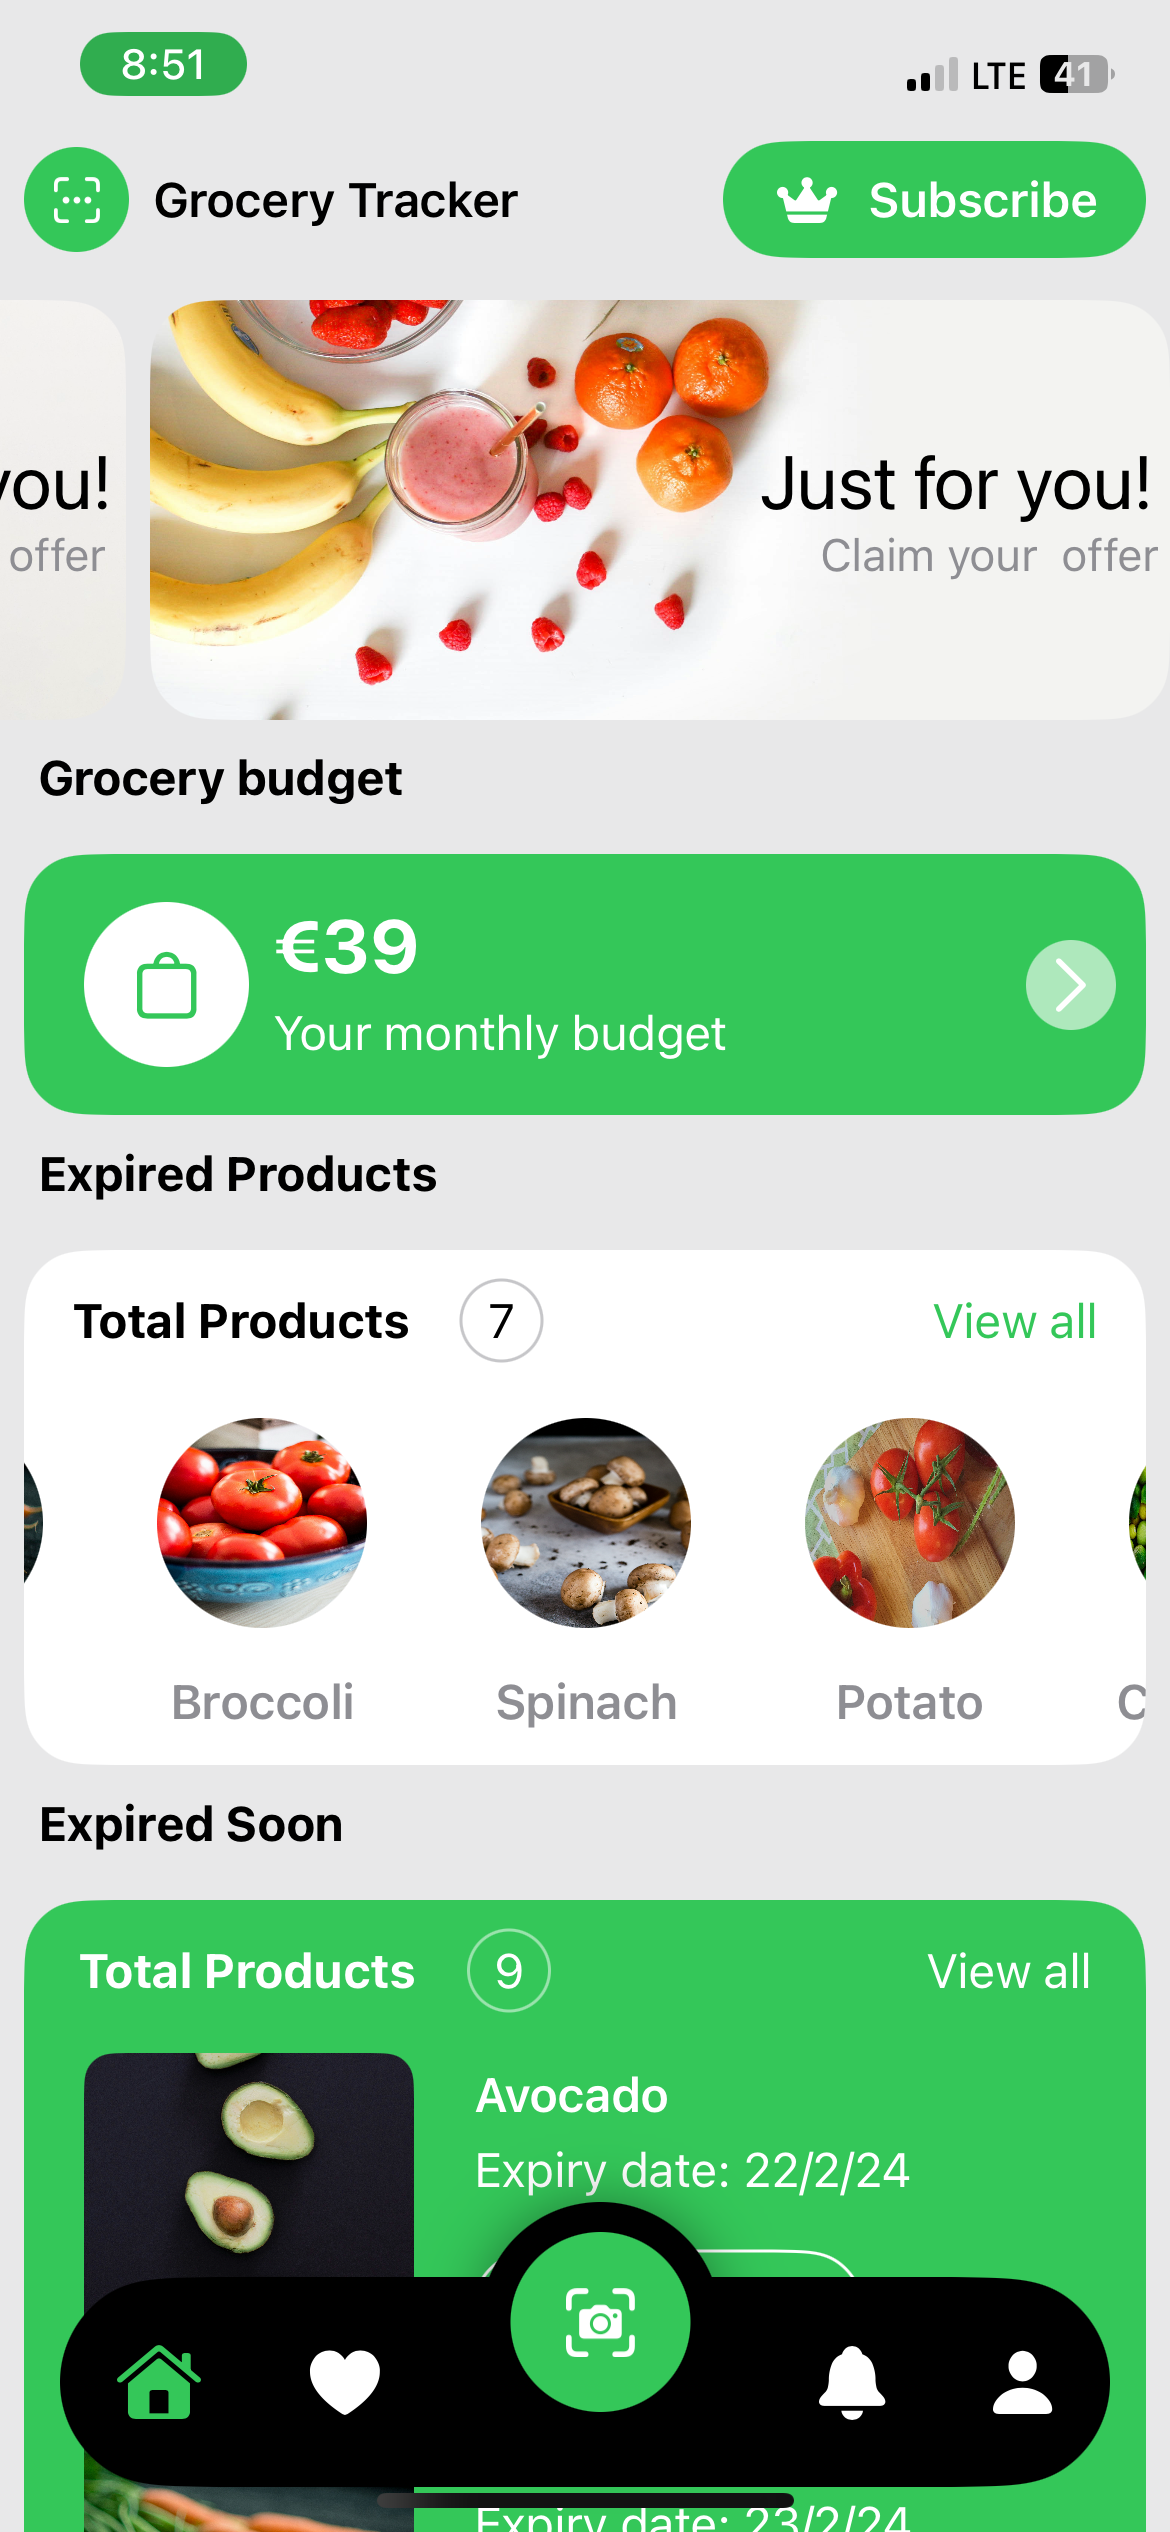 8:51
LTE 41
Grocery Tracker
Subscribe
you!
offer
Just for you!
Claim your offer
Grocery budget
€39
Your monthly budget
Expired Products
Total Products 7 View all
Broccoli Spinach Potato C
Expired Soon
Total Products 9 View all
Avocado
Expiry date: 22/2/24
Expiry date: 23/2/24